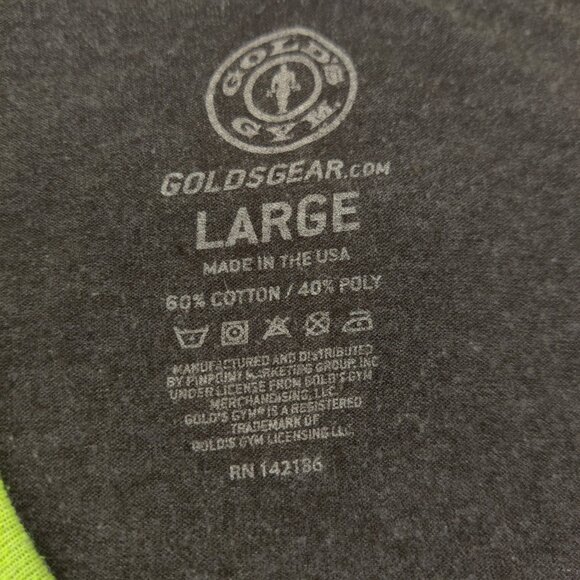 GOLD'S
GYM.
GOLDSGEAR.COM
LARGE
MADE IN THE USA
60% COTTON / 40% POLY
MANUFACTURED AND DISTRIBUTED
BY PINPOINT MARKETING GROUP, INC
UNDER LICENSE FROM GOLD'S GYM
MERCHANDISING, LLC.
GOLD'S GYM® IS A REGISTERED
TRADEMARK OF
GOLD'S GYM LICENSING LLC.
RN 142186